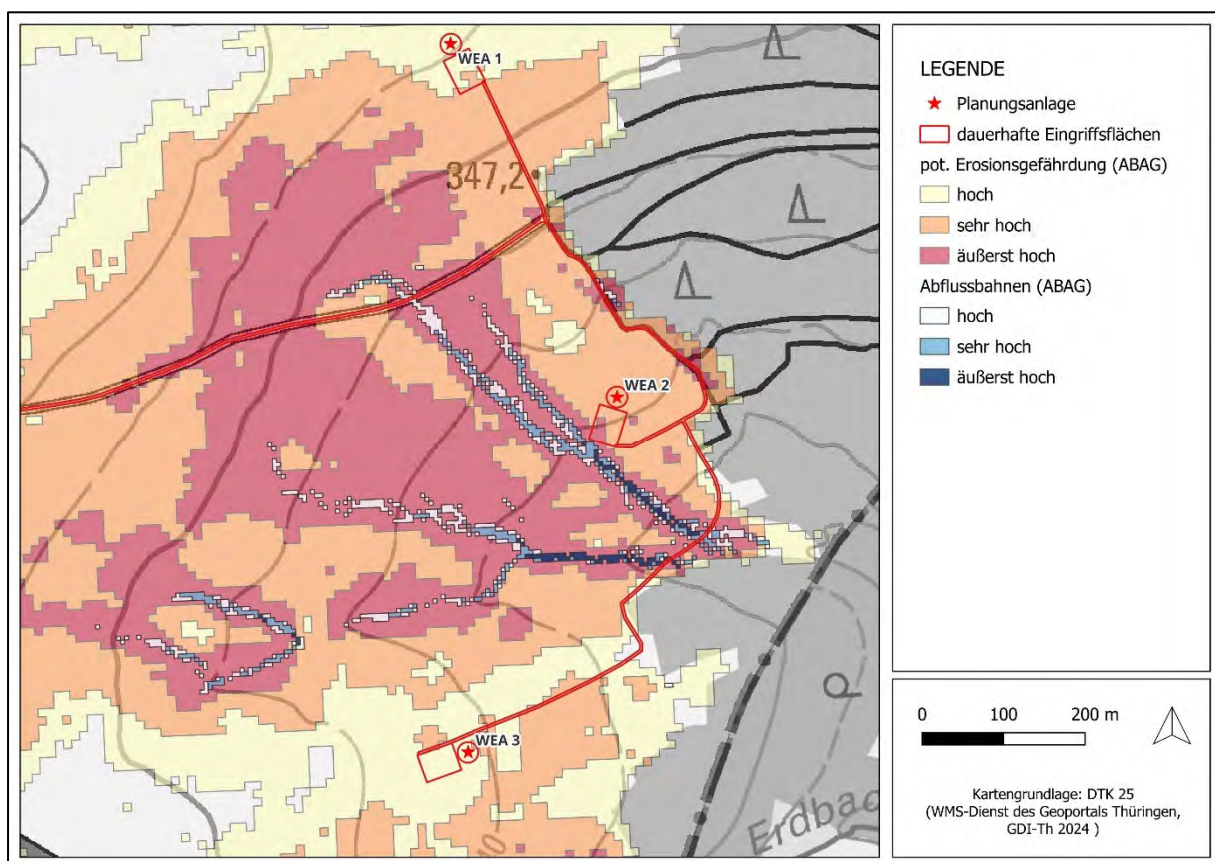 WEA 1
347,2
WEA 2
WEA 3
Erdbac
LEGENDE
Planungsanlage
dauerhafte Eingriffsflächen
pot. Erosionsgefährdung (ABAG)
hoch
sehr hoch
äußerst hoch
Abflussbahnen (ABAG)
hoch
sehr hoch
äußerst hoch
0 100 200 m
Kartengrundlage: DTK 25
(WMS-Dienst des Geoportals Thüringen,
GDI-Th 2024 )